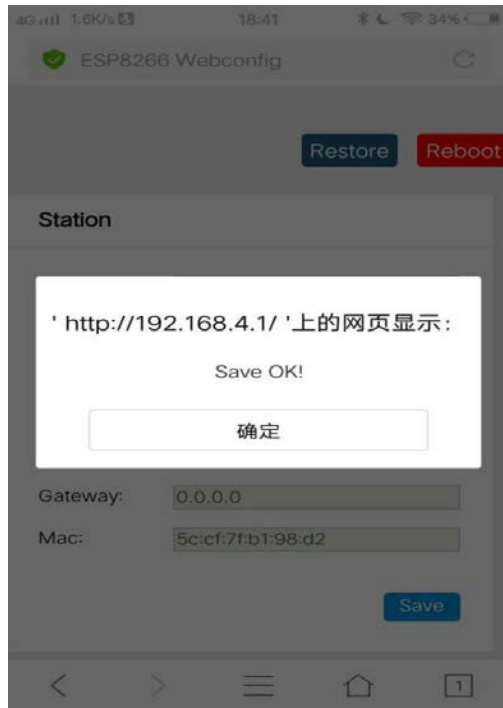 4G 1.6K/s 18:41 34%
ESP8266 Webconfig
Restore Reboot
Station
' http://192.168.4.1/ '上的网页显示:
Save OK!
确定
Gateway: 0.0.0.0
Mac: 5c:cf:7f:b1:98:d2
Save
1